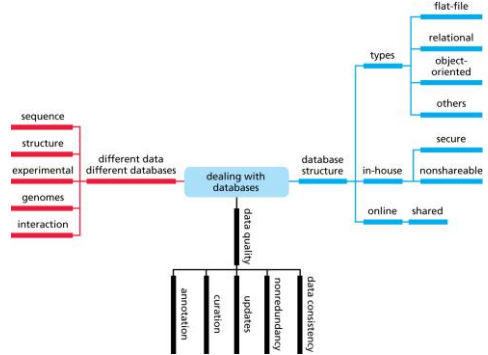 flat-file
relational
object-
oriented
others
types
secure
nonshareable
in-house
online
shared
database
structure
dealing with
databases
different data
different databases
sequence
structure
experimental
genomes
interaction
data quality
annotation
curation
updates
nonredundancy
data consistency